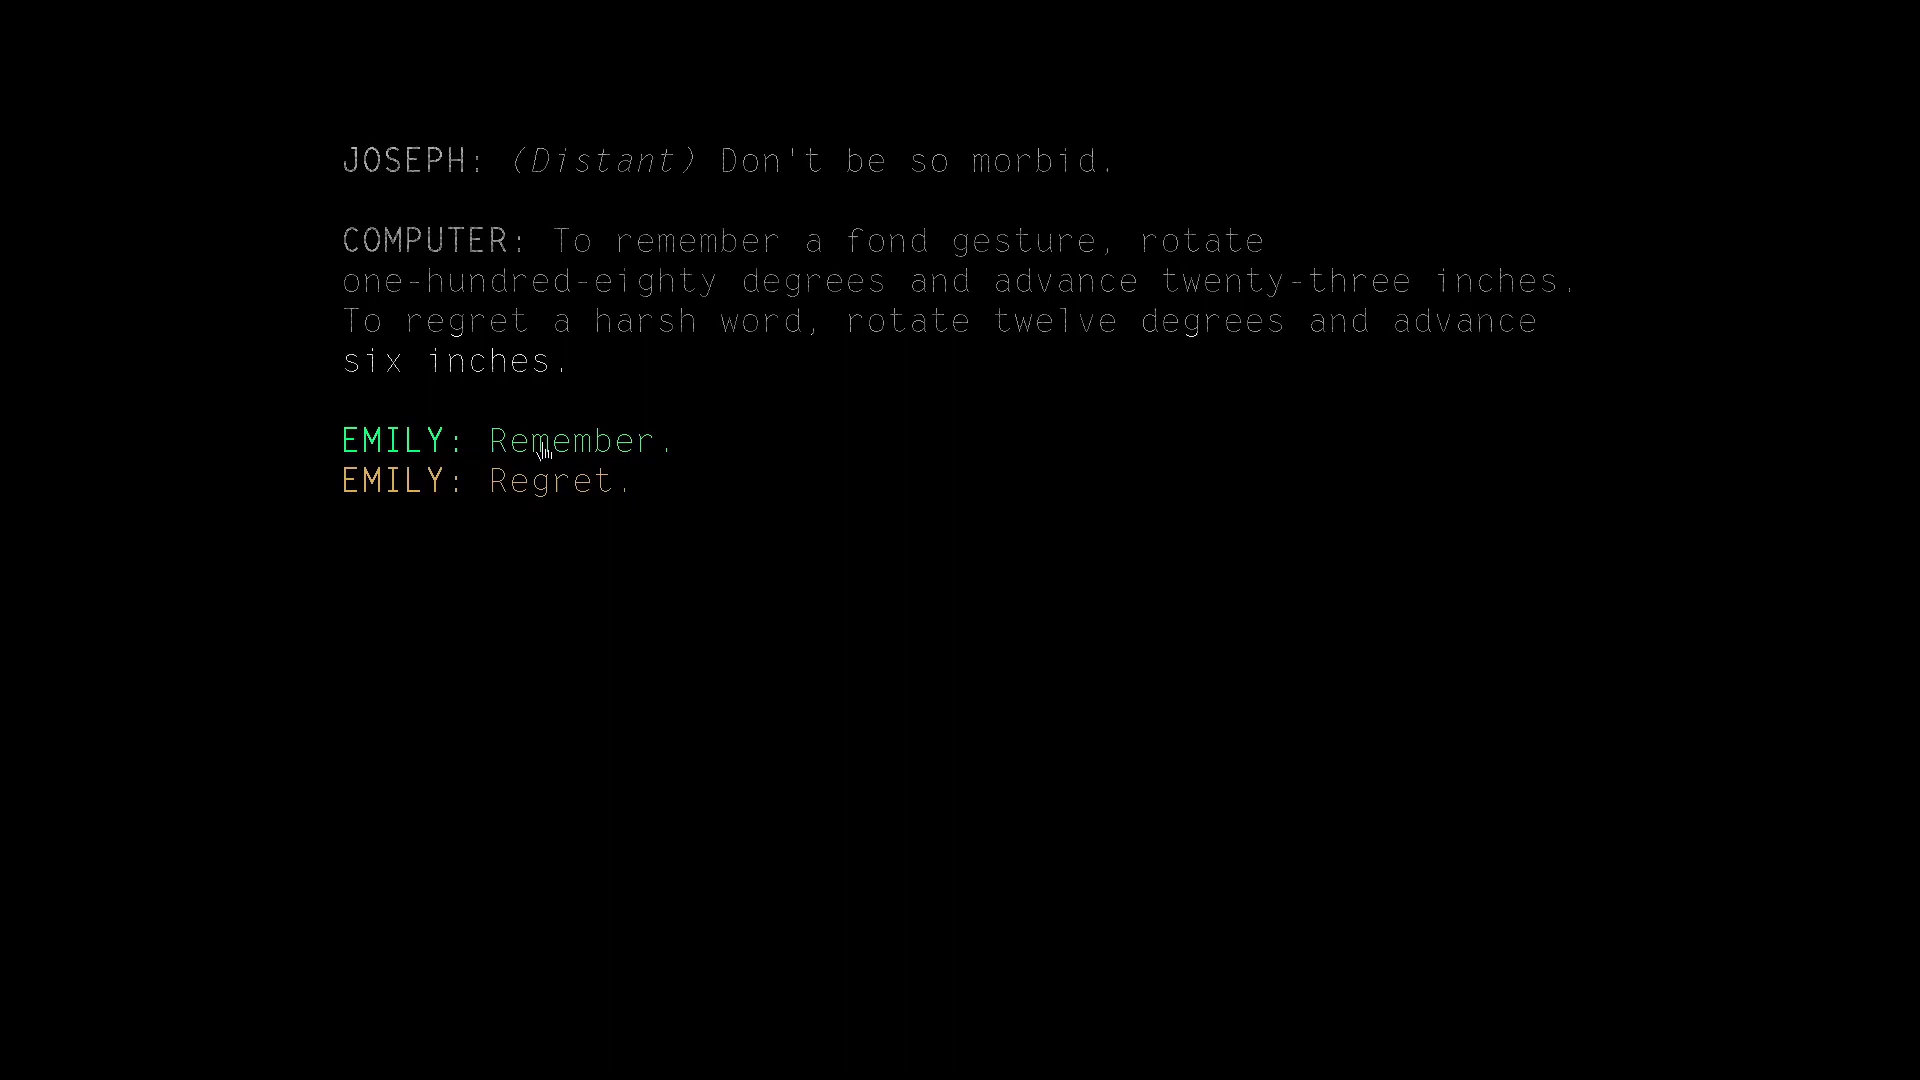 JOSEPH: (Distant) Don't be so morbid.
COMPUTER: To remember a fond gesture, rotate
one-hundred-eighty degrees and advance twenty-three inches.
To regret a harsh word, rotate twelve degrees and advance
six inches.
EMILY: Remember.
EMILY: Regret.